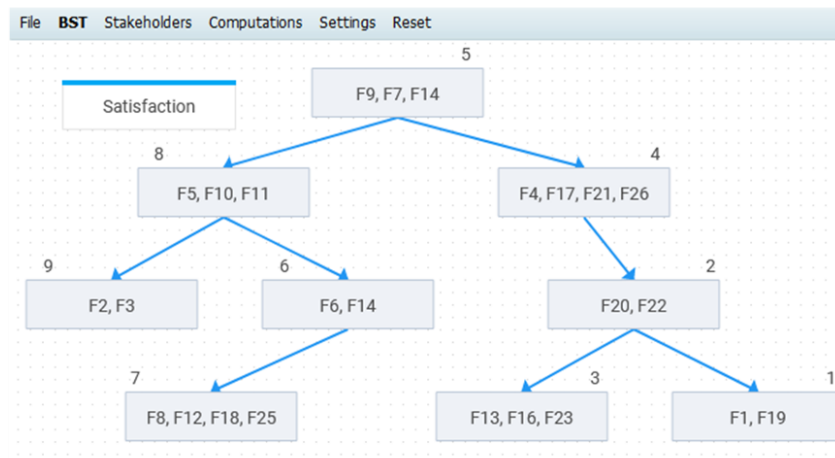 File BST Stakeholders Computations Settings Reset
5
F9, F7, F14
Satisfaction
8
4
F5, F10, F11
F4, F17, F21, F26
9
6
2
F2, F3
F6, F14
F20, F22
7
3
1
F8, F12, F18, F25
F13, F16, F23
F1, F19